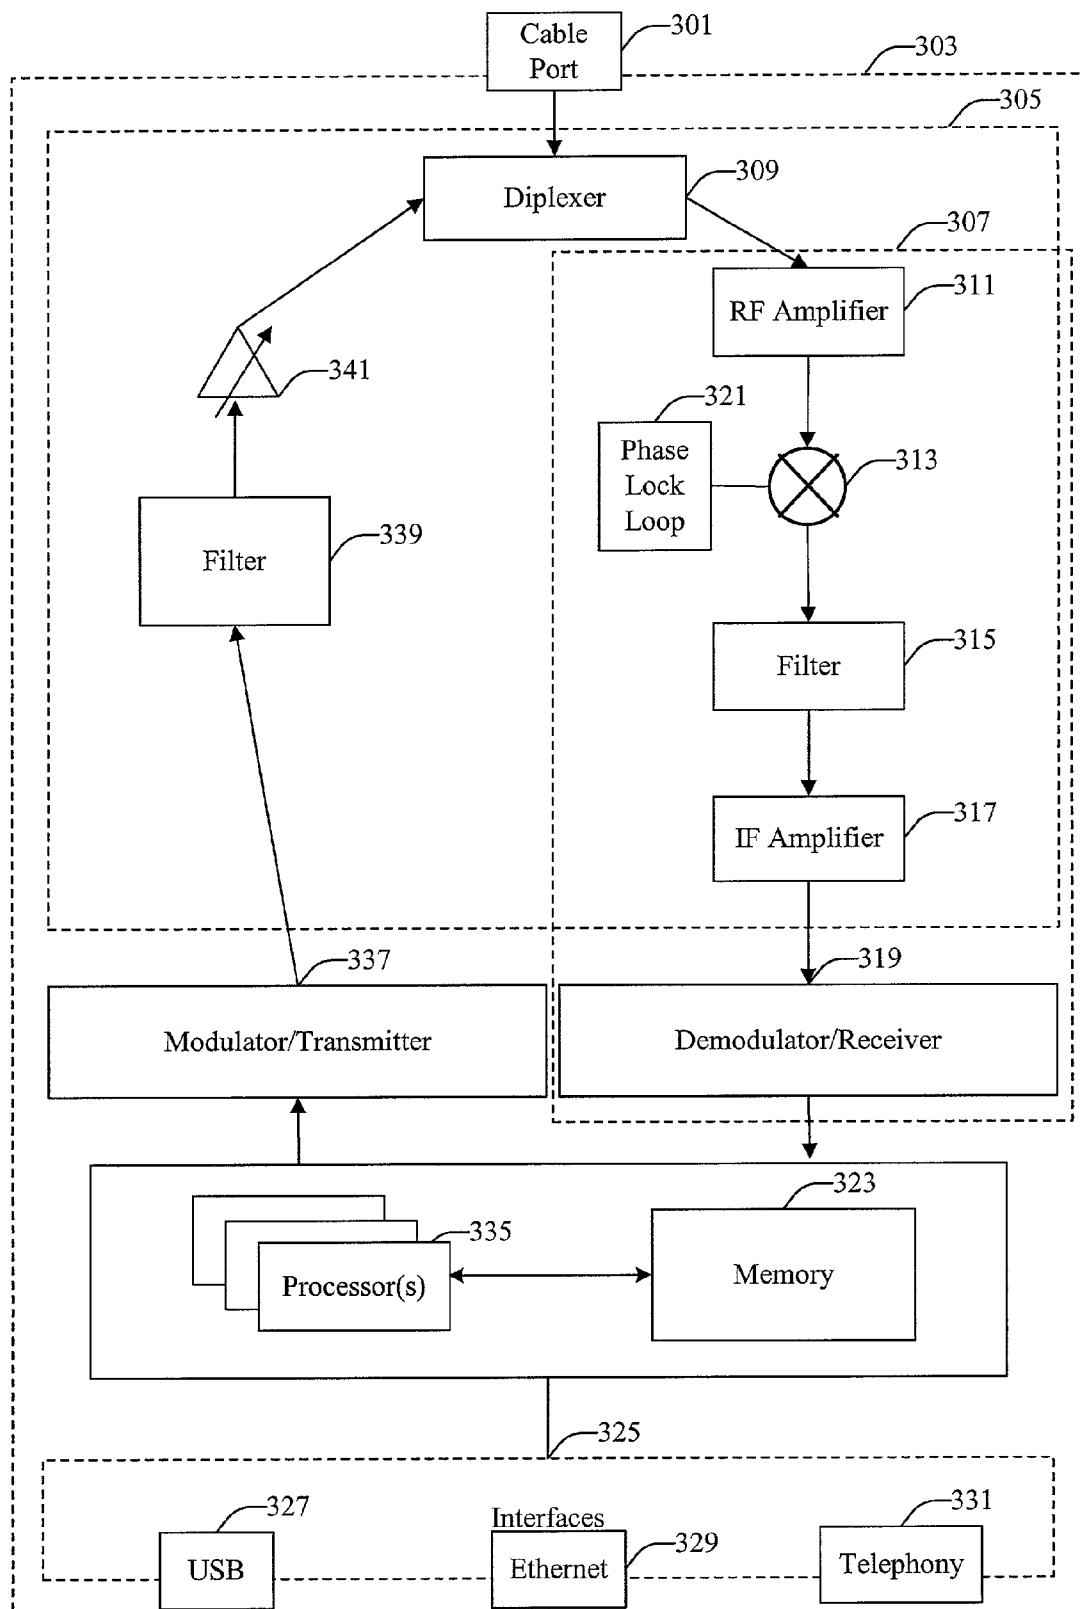 Cable
Port
301
303
305
Diplexer
309
307
RF Amplifier
311
341
321
Phase
Lock
Loop
313
Filter
339
Filter
315
IF Amplifier
317
337
319
Modulator/Transmitter
Demodulator/Receiver
323
335
Processor(s)
Memory
325
327
Interfaces
331
USB
Ethernet
329
Telephony